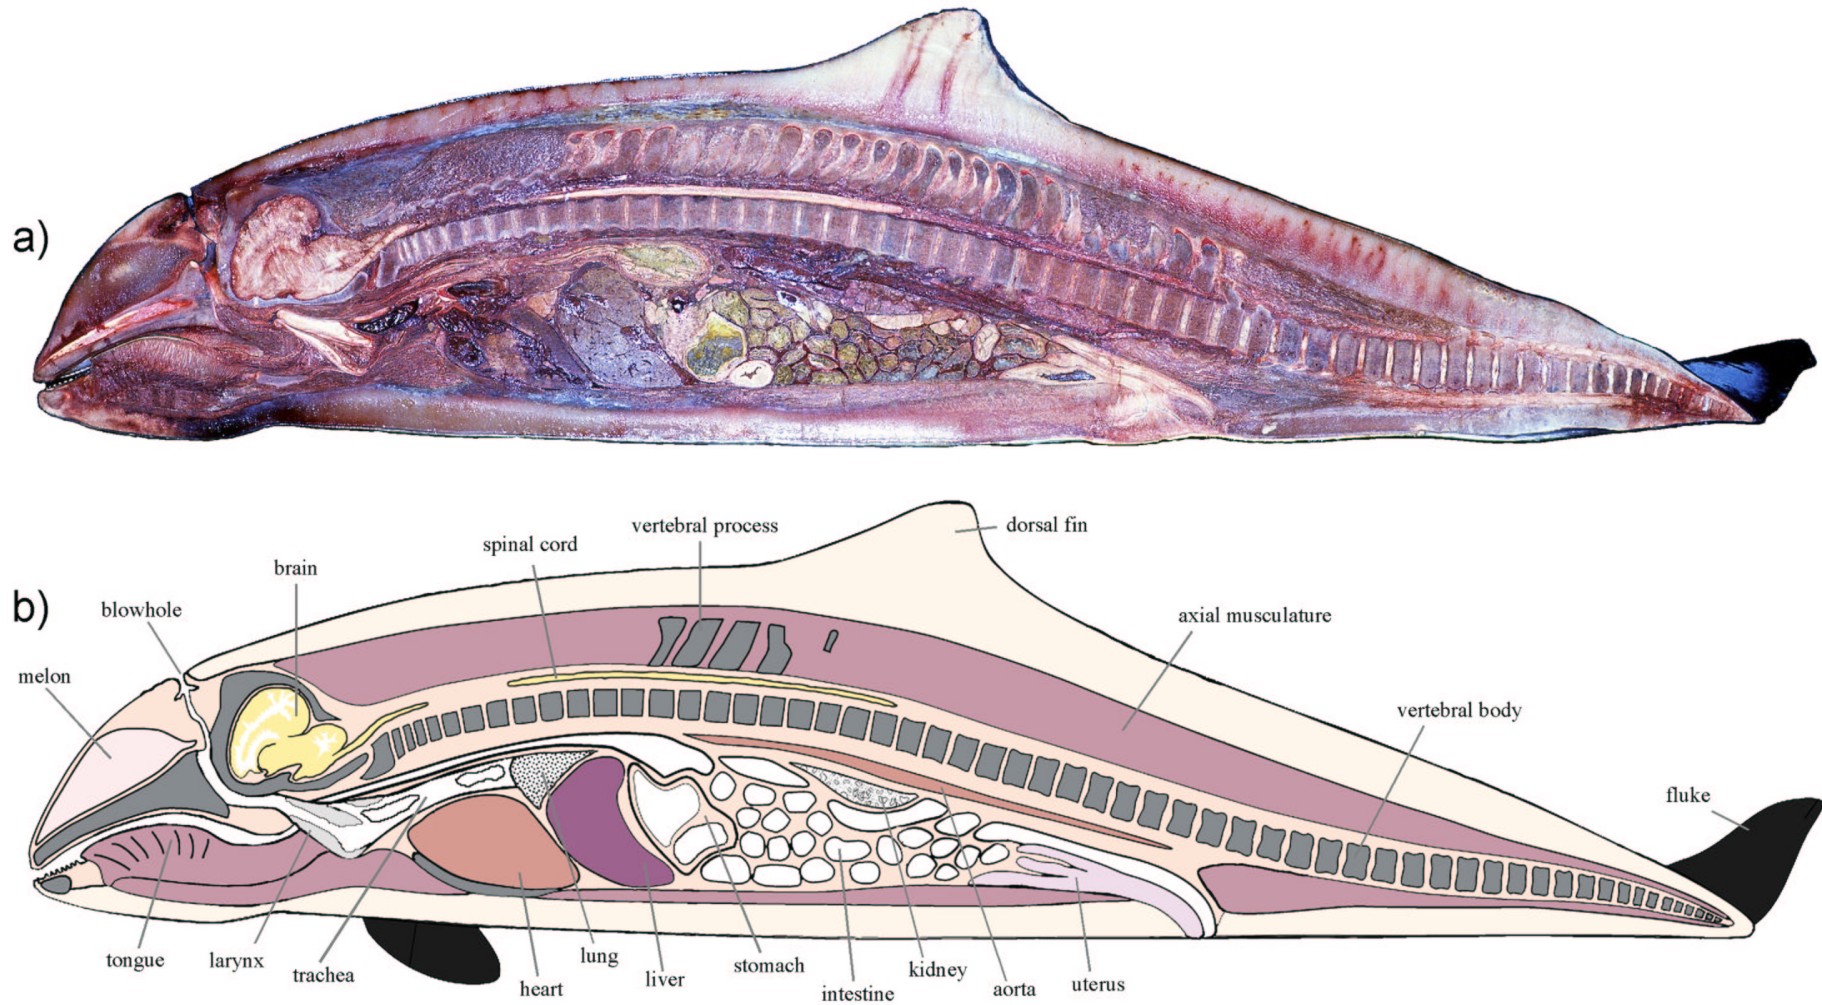 a)
b)
vertebral process
dorsal fin
spinal cord
brain
blowhole
axial musculature
melon
vertebral body
fluke
tongue
larynx
trachea
heart
lung
liver
stomach
intestine
kidney
aorta
uterus